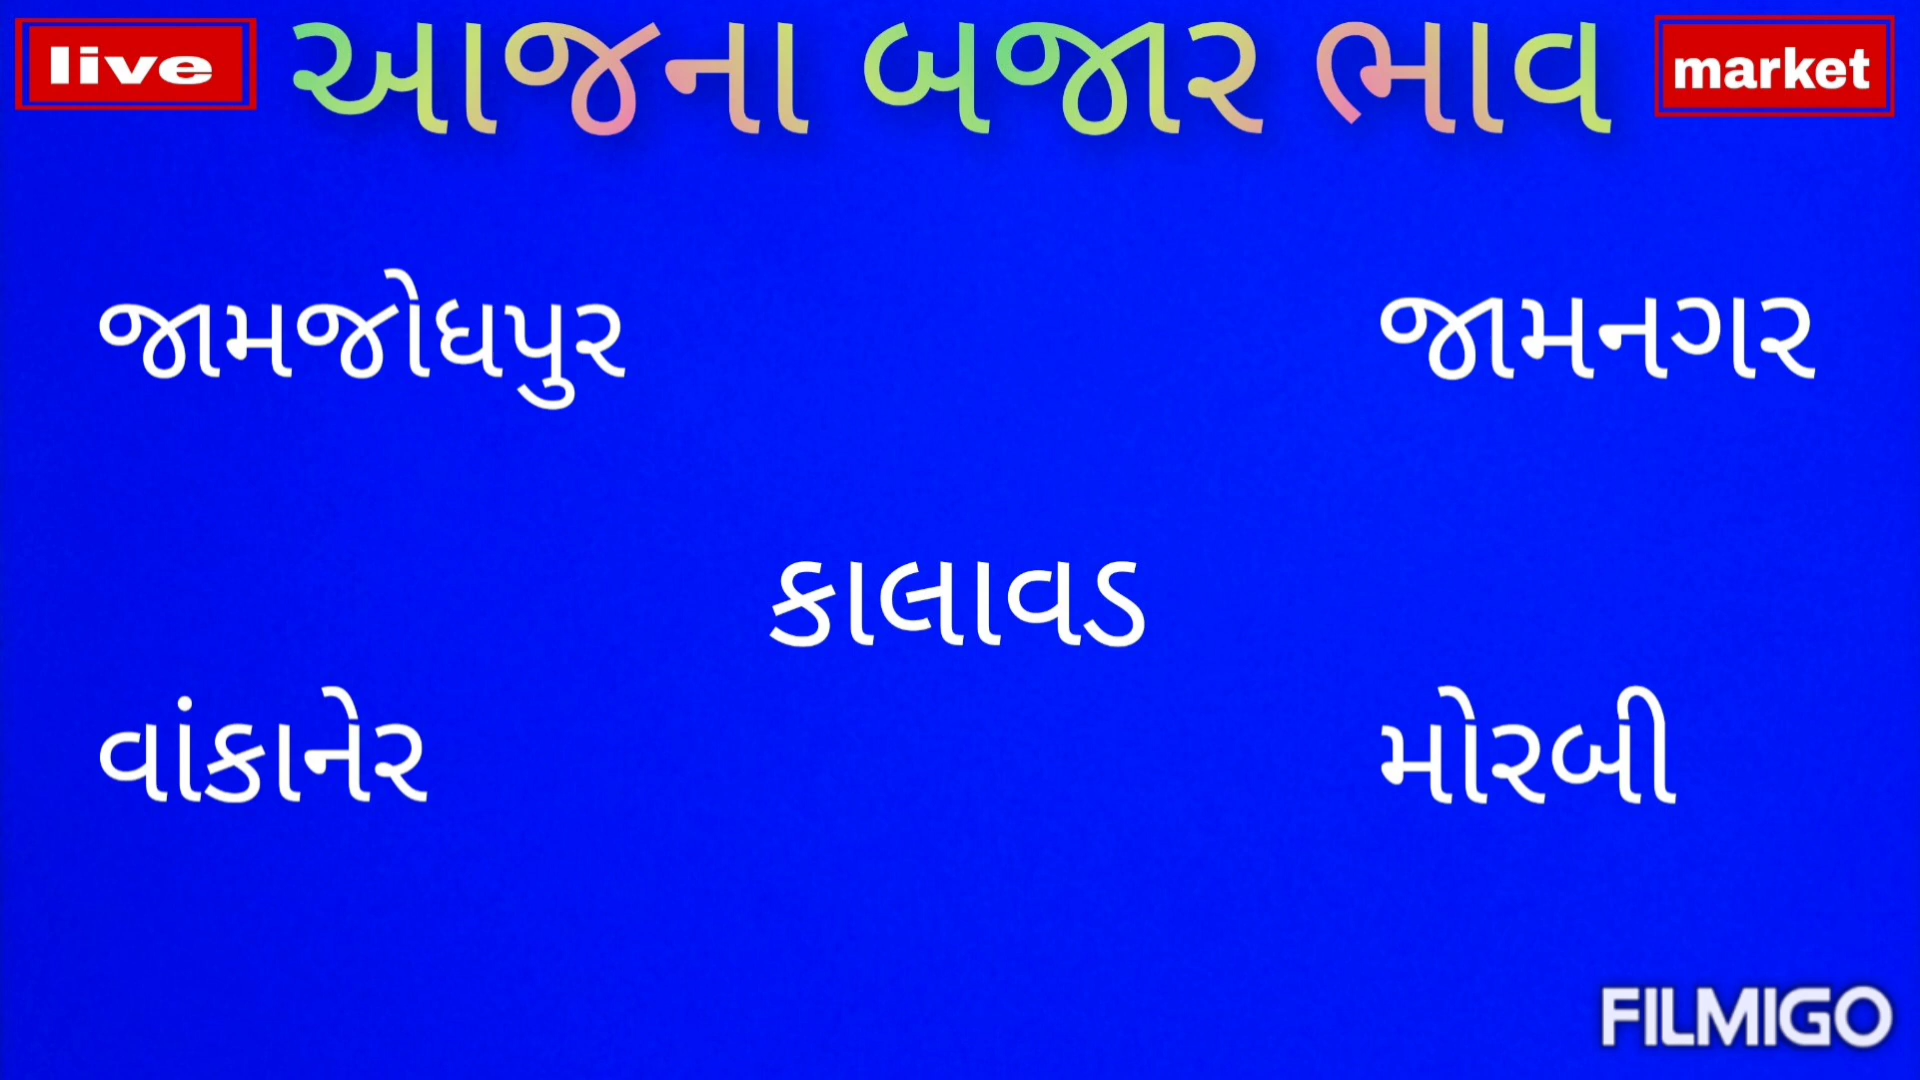 live આજના બજાર ભાવ market
જામજોધપુર જામનગર
કાલાવડ
વાંકાનેર મોરબી
FILMIGO